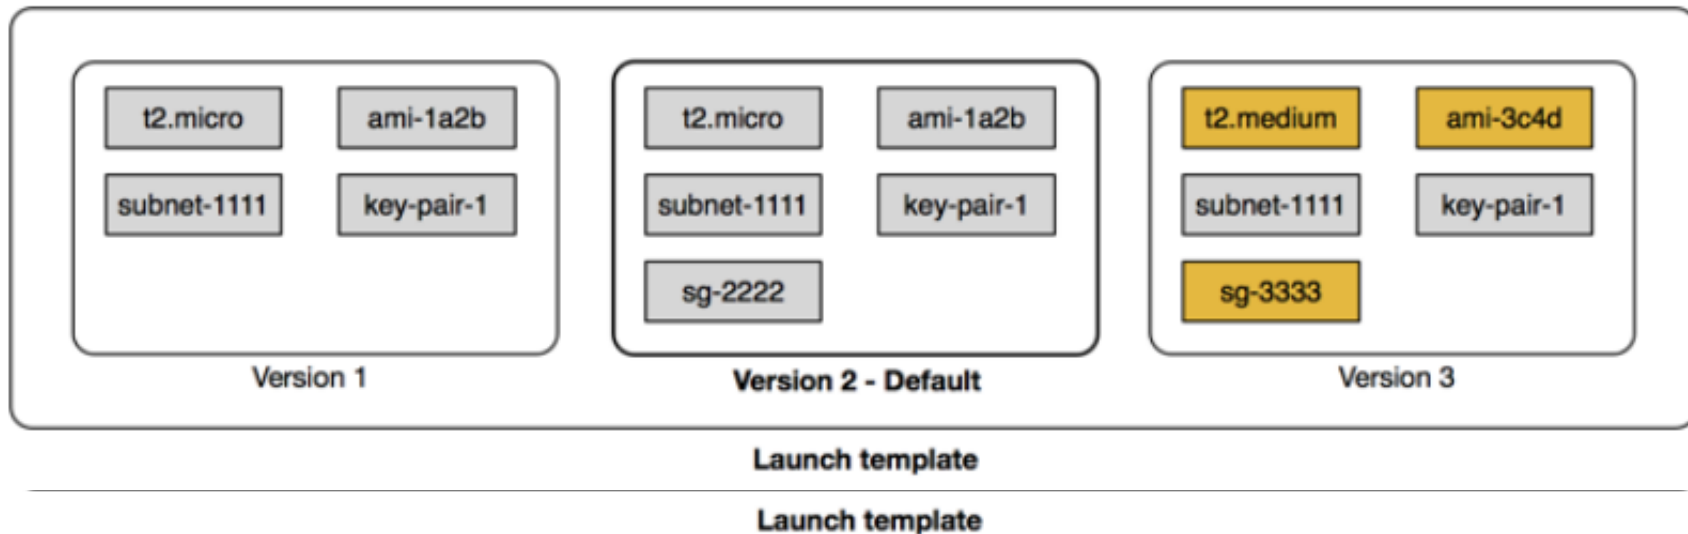 t2.micro ami-1a2b
subnet-1111 key-pair-1
Version 1
t2.micro ami-1a2b
subnet-1111 key-pair-1
sg-2222
Version 2 - Default
t2.medium ami-3c4d
subnet-1111 key-pair-1
sg-3333
Version 3
Launch template
Launch template